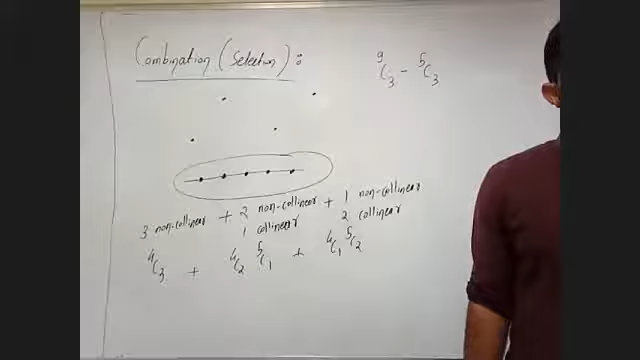 Combination (Selection) :
⁹C₃ - ⁵C₃
3 non-collinear + 2 non-collinear 1 collinear + 1 non-collinear 2 collinear
⁴C₃ + ⁴C₂ ⁵C₁ + ⁴C₁ ⁵C₂